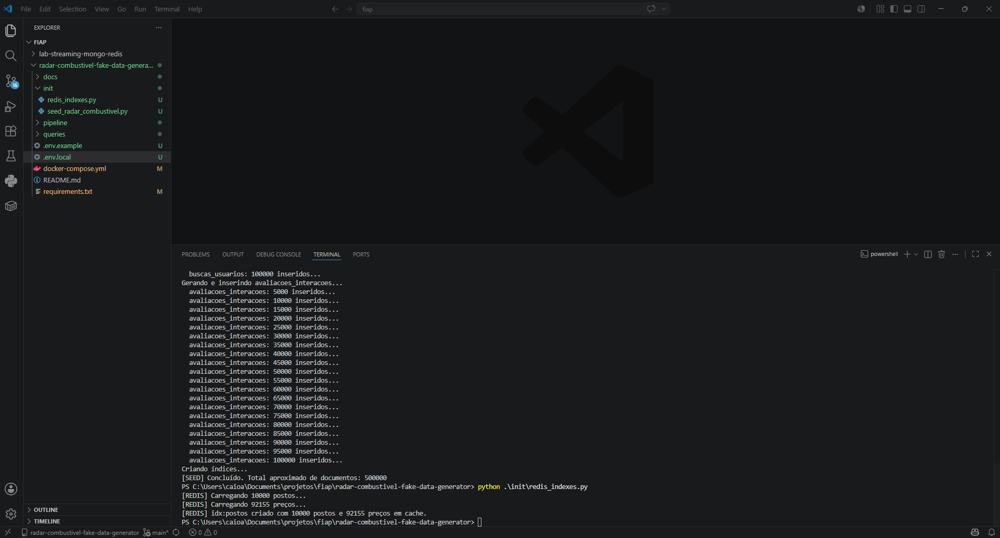 File Edit Selection View Go Run Terminal Help
fiap
EXPLORER
FIAP
lab-streaming-mongo-redis
radar-combustivel-fake-data-genera...
docs
init
redis_indexes.py U
seed_radar_combustivel.py U
pipeline
queries
.env.example U
.env.local U
docker-compose.yml M
README.md
requirements.txt M
16
OUTLINE
TIMELINE
PROBLEMS OUTPUT DEBUG CONSOLE TERMINAL PORTS
powershell
buscas_usuarios: 100000 inseridos...
Gerando e inserindo avaliacoes_interacoes...
avaliacoes_interacoes: 5000 inseridos...
avaliacoes_interacoes: 10000 inseridos...
avaliacoes_interacoes: 15000 inseridos...
avaliacoes_interacoes: 20000 inseridos...
avaliacoes_interacoes: 25000 inseridos...
avaliacoes_interacoes: 30000 inseridos...
avaliacoes_interacoes: 35000 inseridos...
avaliacoes_interacoes: 40000 inseridos...
avaliacoes_interacoes: 45000 inseridos...
avaliacoes_interacoes: 50000 inseridos...
avaliacoes_interacoes: 55000 inseridos...
avaliacoes_interacoes: 60000 inseridos...
avaliacoes_interacoes: 65000 inseridos...
avaliacoes_interacoes: 70000 inseridos...
avaliacoes_interacoes: 75000 inseridos...
avaliacoes_interacoes: 80000 inseridos...
avaliacoes_interacoes: 85000 inseridos...
avaliacoes_interacoes: 90000 inseridos...
avaliacoes_interacoes: 95000 inseridos...
avaliacoes_interacoes: 100000 inseridos...
Criando índices...
[SEED] Concluído. Total aproximado de documentos: 500000
PS C:\Users\caioa\Documents\projetos\fiap\radar-combustivel-fake-data-generator> python .\init\redis_indexes.py
[REDIS] Carregando 10000 postos...
[REDIS] Carregando 92155 preços...
[REDIS] idx:postos criado com 10000 postos e 92155 preços em cache.
PS C:\Users\caioa\Documents\projetos\fiap\radar-combustivel-fake-data-generator>
radar-combustivel-fake-data-generator main* 0 0